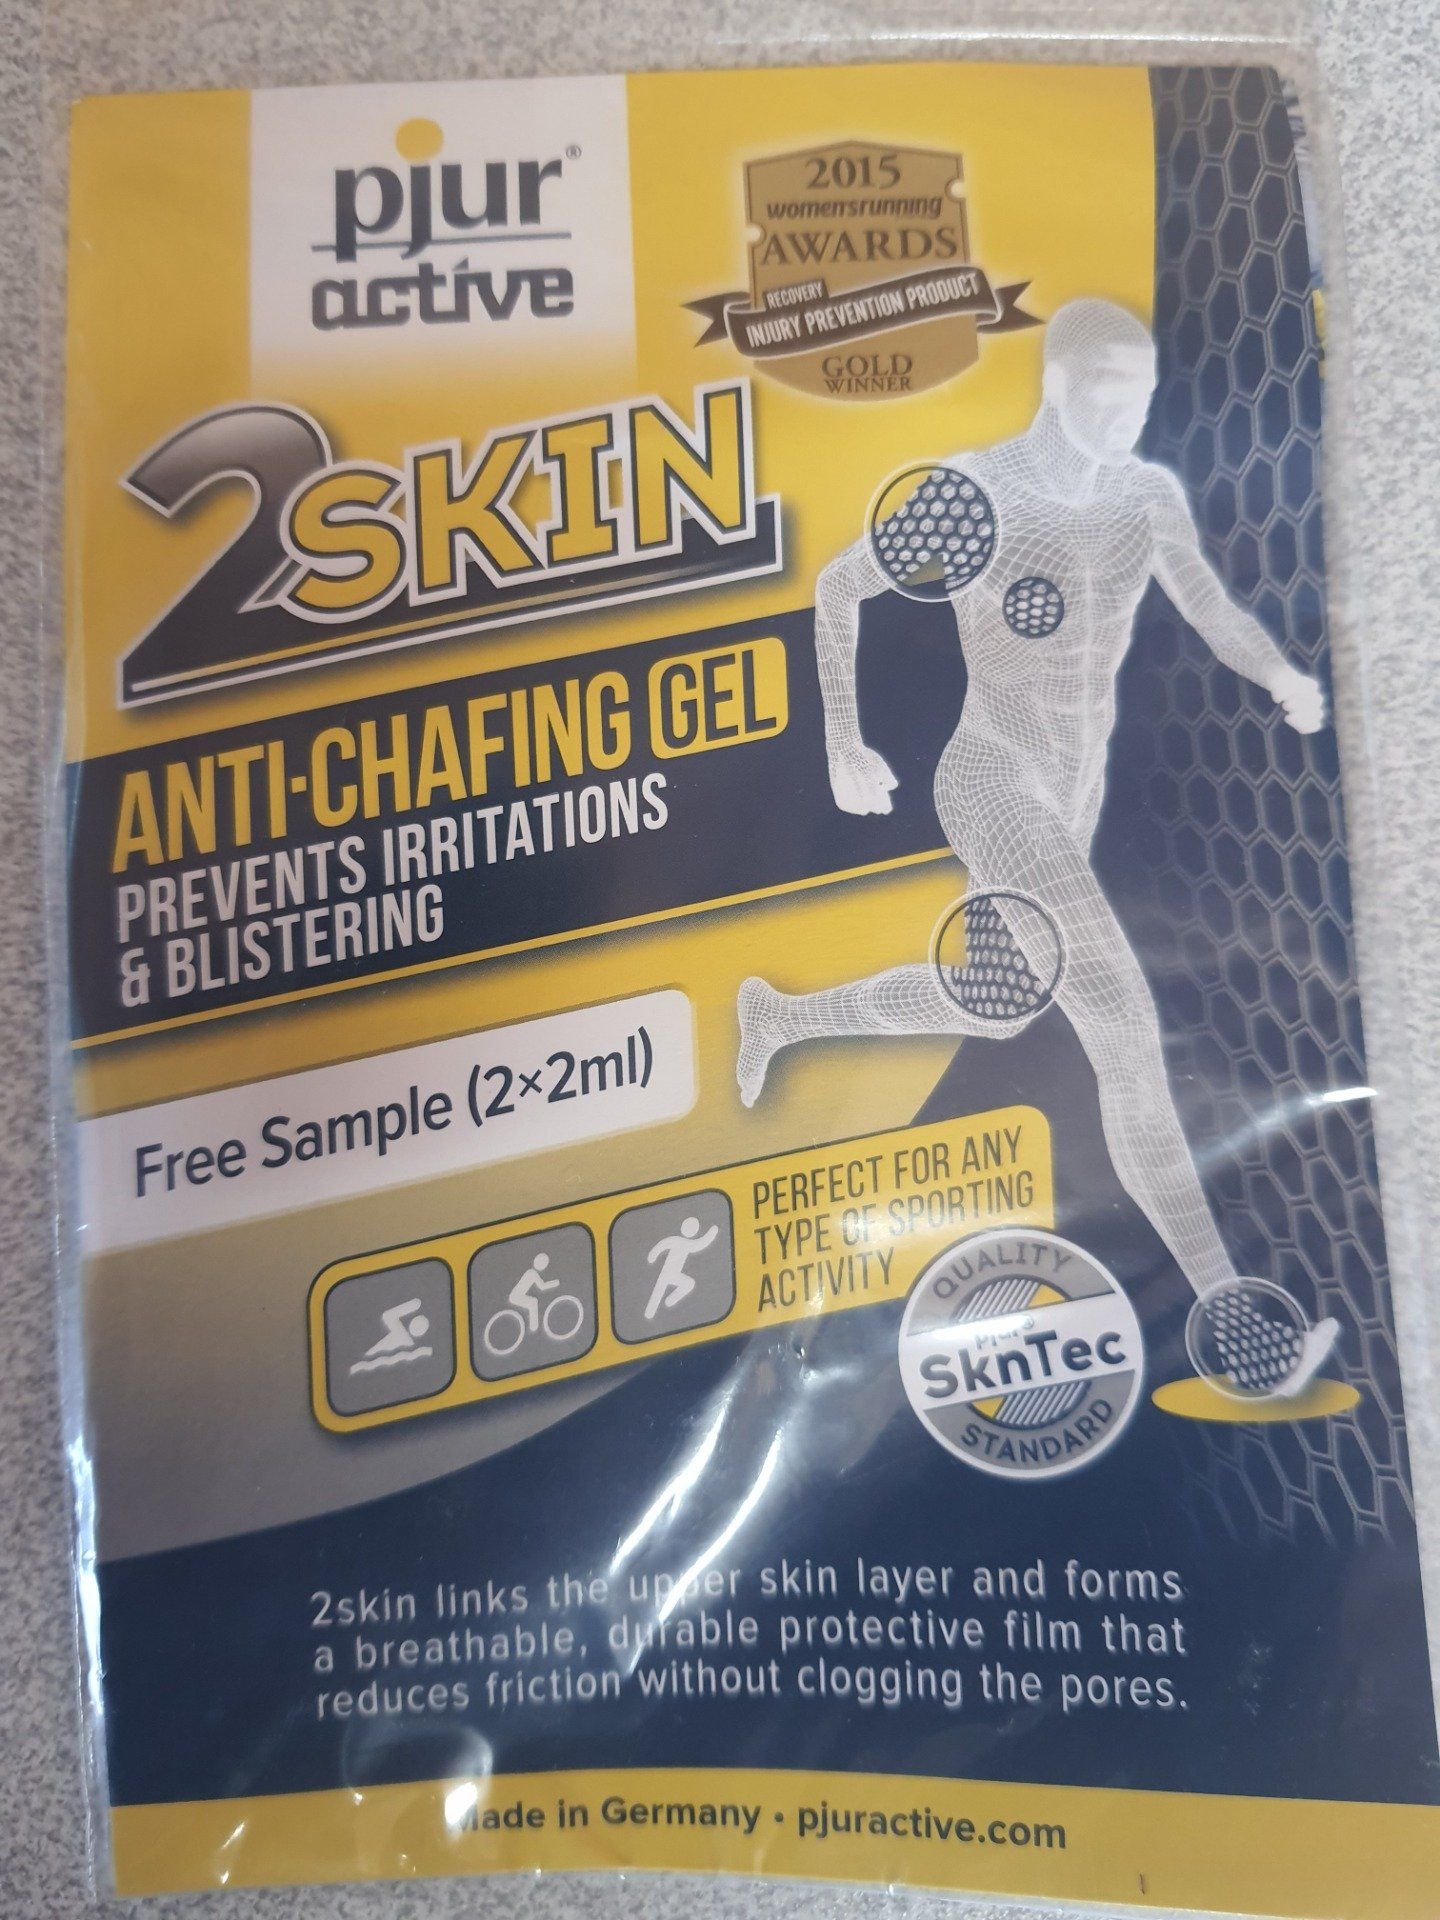 pjur®
active
2015
womensrunning
AWARDS
RECOVERY
INJURY PREVENTION PRODUCT
GOLD
WINNER
2SKIN
ANTI-CHAFING GEL
PREVENTS IRRITATIONS
& BLISTERING
Free Sample (2×2ml)
PERFECT FOR ANY
TYPE OF SPORTING
ACTIVITY
QUALITY
pjur®
SknTec
STANDARD
2skin links the upper skin layer and forms
a breathable, durable protective film that
reduces friction without clogging the pores.
Made in Germany • pjuractive.com